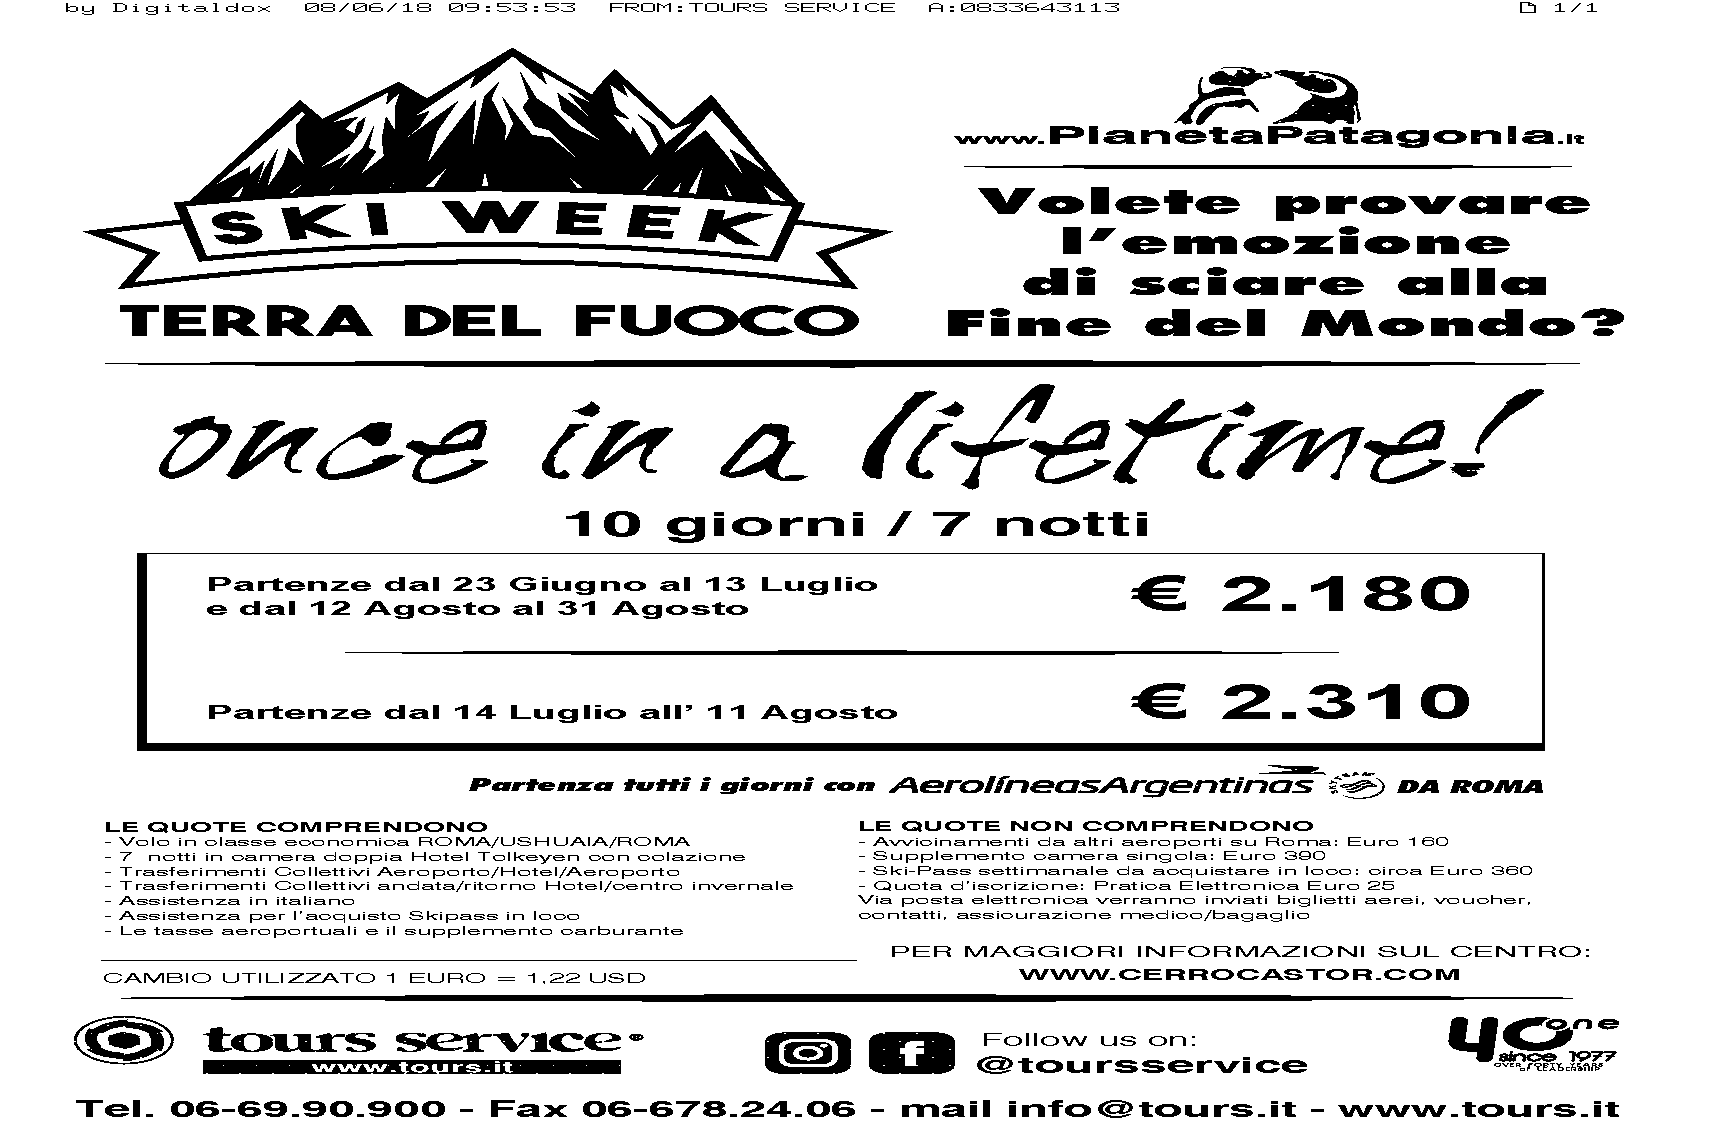 by Digitaldox 08/06/18 09:53:53 FROM:TOURS SERVICE A:0833643113 1/1
SKI WEEK
TERRA DEL FUOCO
www.PlanetaPatagonia.it
Volete provare
l'emozione
di sciare alla
Fine del Mondo?
once in a lifetime!
10 giorni / 7 notti
Partenze dal 23 Giugno al 13 Luglio
e dal 12 Agosto al 31 Agosto
€ 2.180
Partenze dal 14 Luglio all' 11 Agosto
€ 2.310
Partenza tutti i giorni con AerolíneasArgentinas DA ROMA
LE QUOTE COMPRENDONO
- Volo in classe economica ROMA/USHUAIA/ROMA
- 7 notti in camera doppia Hotel Tolkeyen con colazione
- Trasferimenti Collettivi Aeroporto/Hotel/Aeroporto
- Trasferimenti Collettivi andata/ritorno Hotel/centro invernale
- Assistenza in italiano
- Assistenza per l'acquisto Skipass in loco
- Le tasse aeroportuali e il supplemento carburante
CAMBIO UTILIZZATO 1 EURO = 1,22 USD
LE QUOTE NON COMPRENDONO
- Avvicinamenti da altri aeroporti su Roma: Euro 160
- Supplemento camera singola: Euro 390
- Ski-Pass settimanale da acquistare in loco: circa Euro 360
- Quota d'iscrizione: Pratica Elettronica Euro 25
Via posta elettronica verranno inviati biglietti aerei, voucher,
contatti, assicurazione medico/bagaglio
PER MAGGIORI INFORMAZIONI SUL CENTRO:
WWW.CERROCASTOR.COM
tours service®
www.tours.it
Follow us on:
@toursservice
40one
since 1977
OVER FORTY YEARS
OF LEADERSHIP
Tel. 06-69.90.900 - Fax 06-678.24.06 - mail info@tours.it - www.tours.it